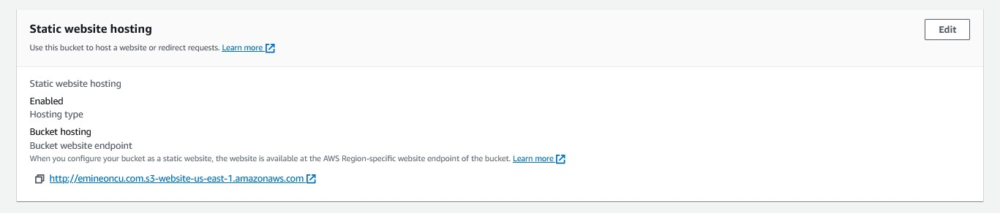 Static website hosting
Edit
Use this bucket to host a website or redirect requests. Learn more
Static website hosting
Enabled
Hosting type
Bucket hosting
Bucket website endpoint
When you configure your bucket as a static website, the website is available at the AWS Region-specific website endpoint of the bucket. Learn more
http://emineoncu.com.s3-website-us-east-1.amazonaws.com